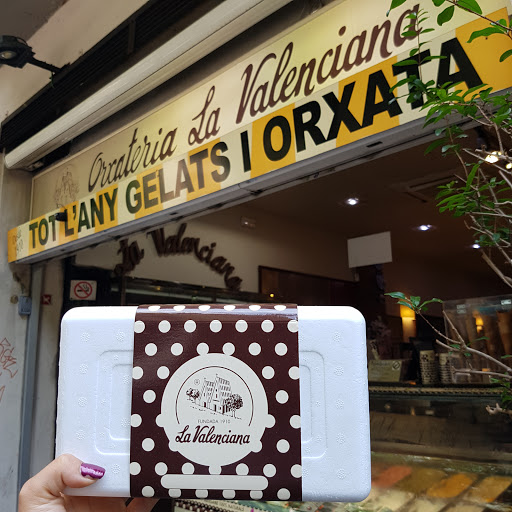 Orxateria La Valenciana
TOT L'ANY GELATS I ORXATA
La Valenciana
FUNDADA 1910
La Valenciana